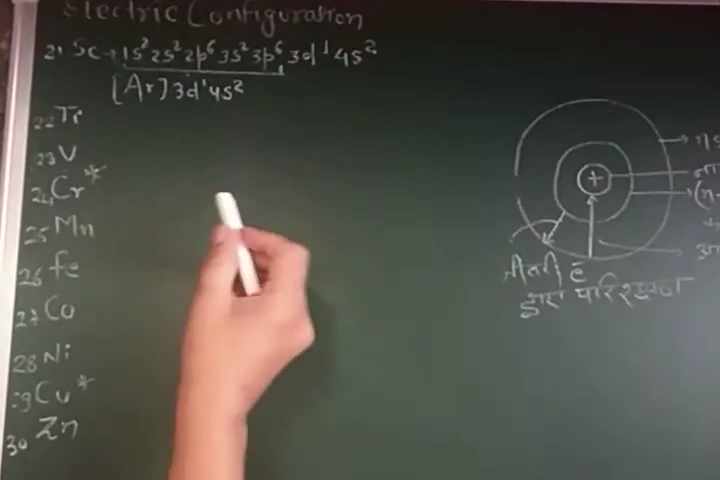 Electric Configuration
21 Sc → 1s² 2s² 2p⁶ 3s² 3p⁶ 3d¹ 4s²
[Ar] 3d¹ 4s²
22 Ti
23 V
24 Cr*
25 Mn
26 Fe
27 Co
28 Ni
29 Cu*
30 Zn
+
ns
(n-
द्वारा परिरक्षण